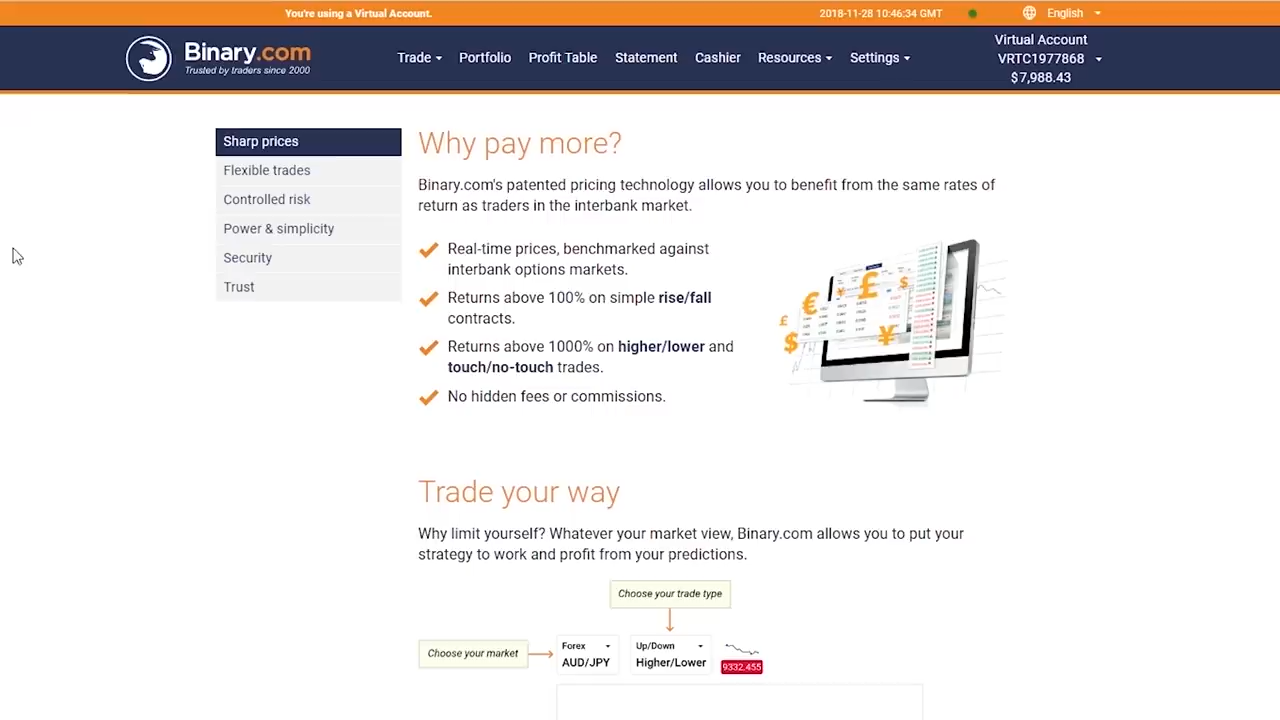 You're using a Virtual Account.
2018-11-28 10:46:34 GMT
English
Binary.com
Trusted by traders since 2000
Trade
Portfolio
Profit Table
Statement
Cashier
Resources
Settings
Virtual Account
VRTC1977868
$7,988.43
Sharp prices
Flexible trades
Controlled risk
Power & simplicity
Security
Trust
Why pay more?
Binary.com's patented pricing technology allows you to benefit from the same rates of
return as traders in the interbank market.
Real-time prices, benchmarked against
interbank options markets.
Returns above 100% on simple rise/fall
contracts.
Returns above 1000% on higher/lower and
touch/no-touch trades.
No hidden fees or commissions.
Trade your way
Why limit yourself? Whatever your market view, Binary.com allows you to put your
strategy to work and profit from your predictions.
Choose your trade type
Choose your market
Forex
AUD/JPY
Up/Down
Higher/Lower
9332.455